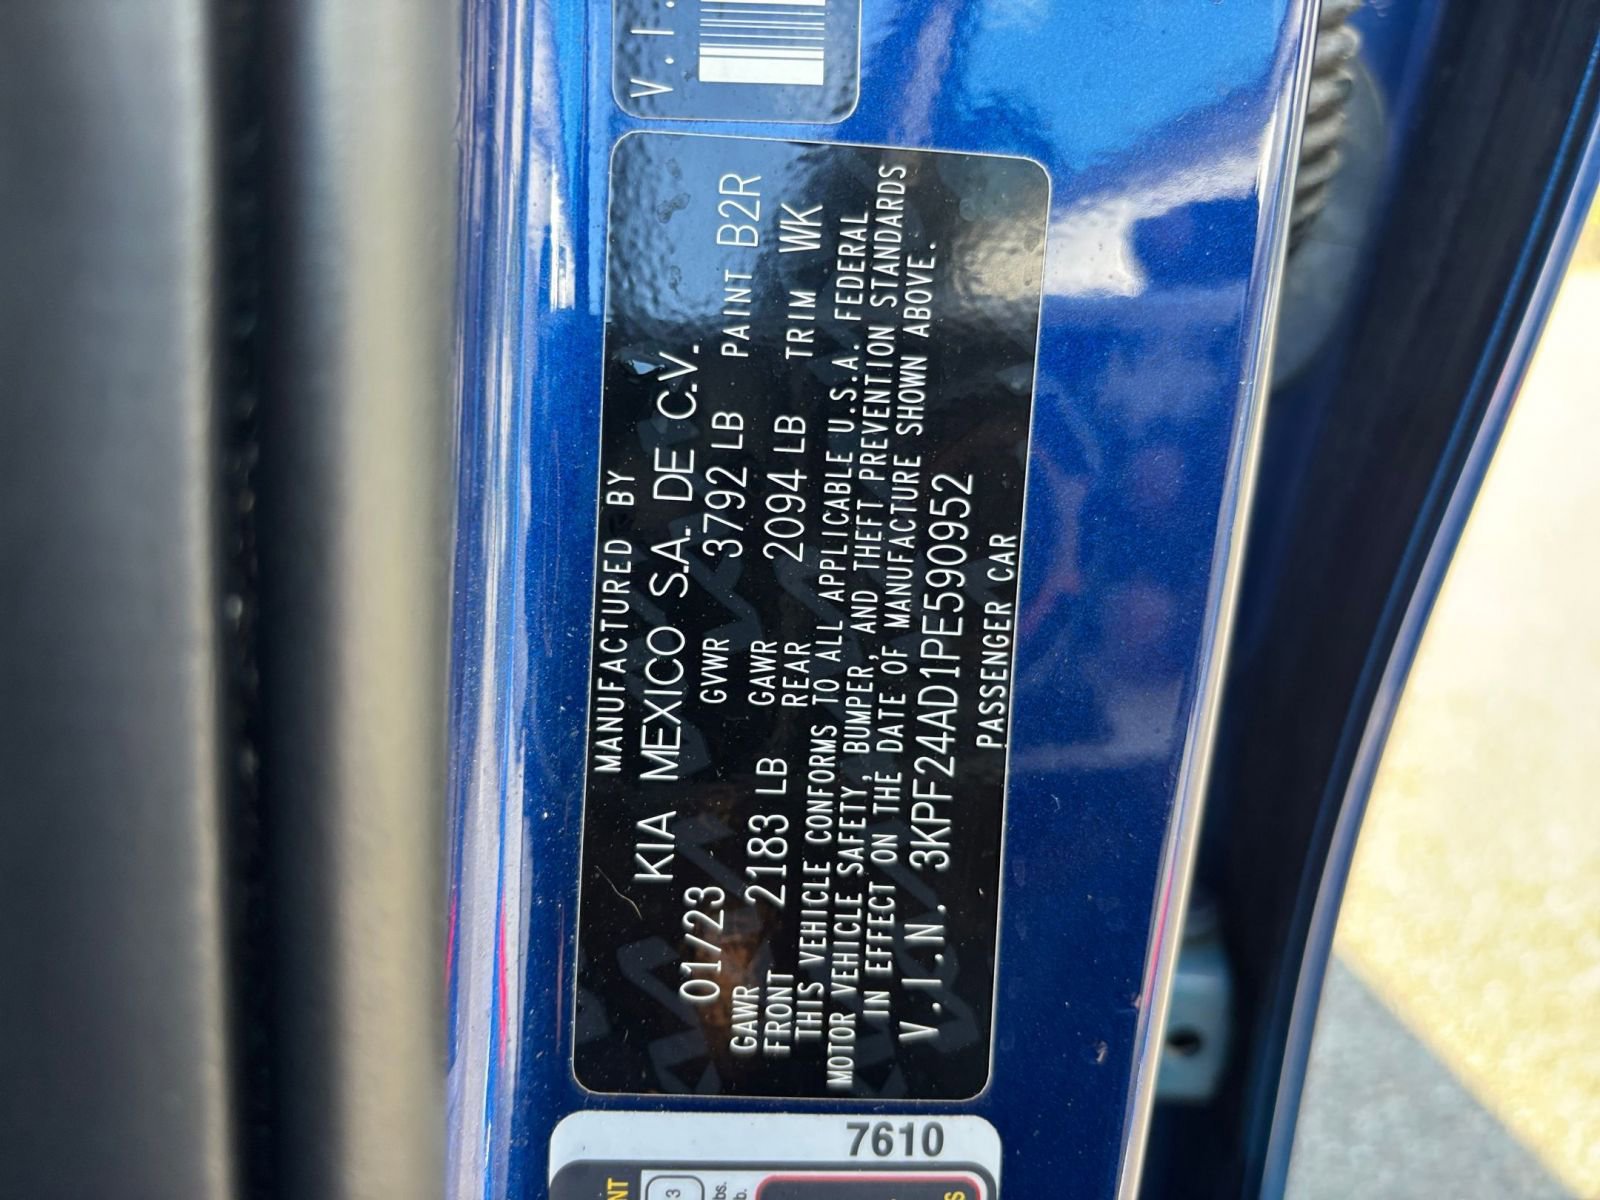 V.I.
MANUFACTURED BY
KIA MEXICO S.A. DE C.V.
01/23 GVWR 3792 LB PAINT B2R
GAWR FRONT 2183 LB GAWR REAR 2094 LB TRIM WK
THIS VEHICLE CONFORMS TO ALL APPLICABLE U.S.A. FEDERAL
MOTOR VEHICLE SAFETY, BUMPER, AND THEFT PREVENTION STANDARDS
IN EFFECT ON THE DATE OF MANUFACTURE SHOWN ABOVE.
V.I.N. 3KPF24AD1PE590952
PASSENGER CAR
7610
3